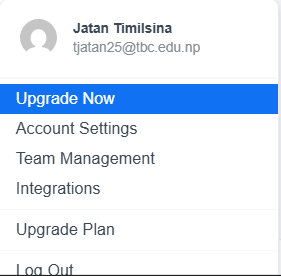 Jatan Timilsina
tjatan25@tbc.edu.np
Upgrade Now
Account Settings
Team Management
Integrations
Upgrade Plan
Log Out